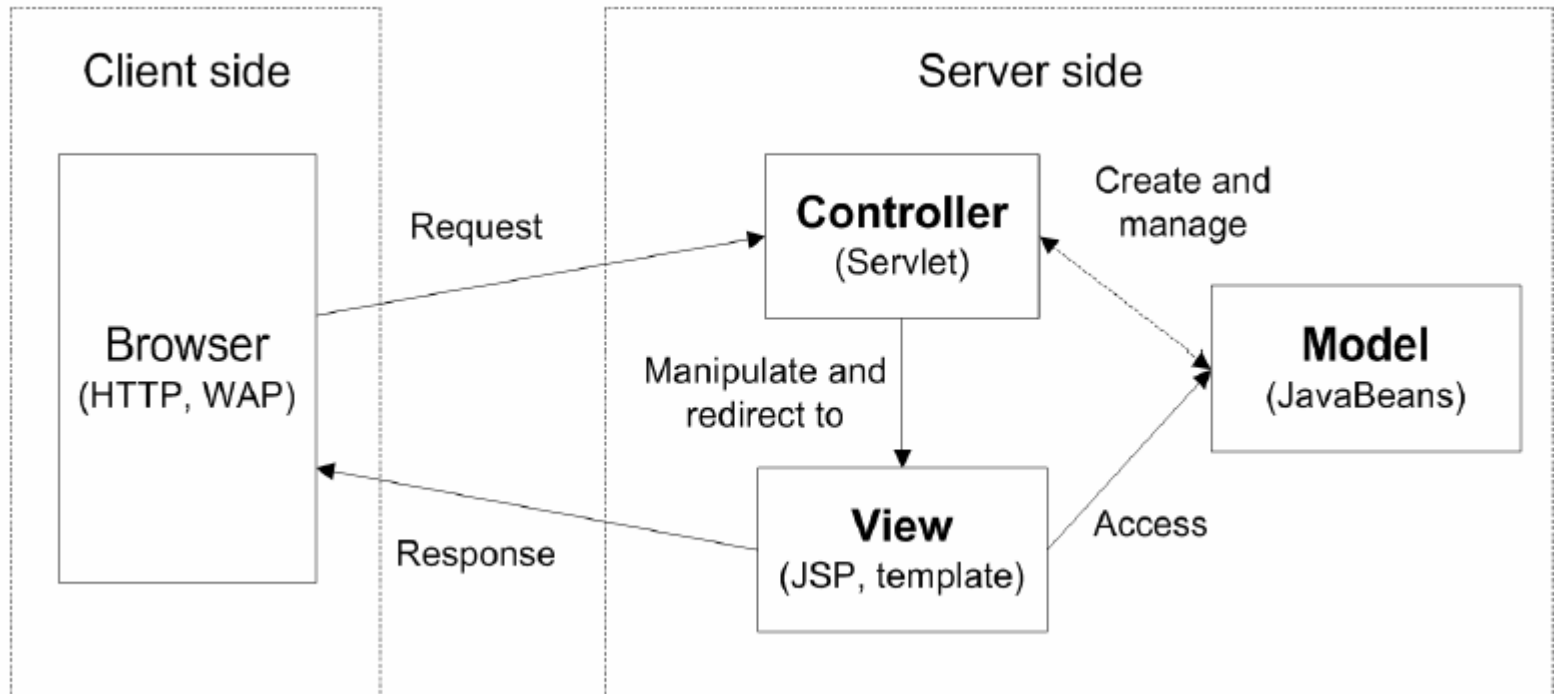 Client side
Server side
Browser
(HTTP, WAP)
Request
Response
Controller
(Servlet)
Create and
manage
Manipulate and
redirect to
Model
(JavaBeans)
View
(JSP, template)
Access